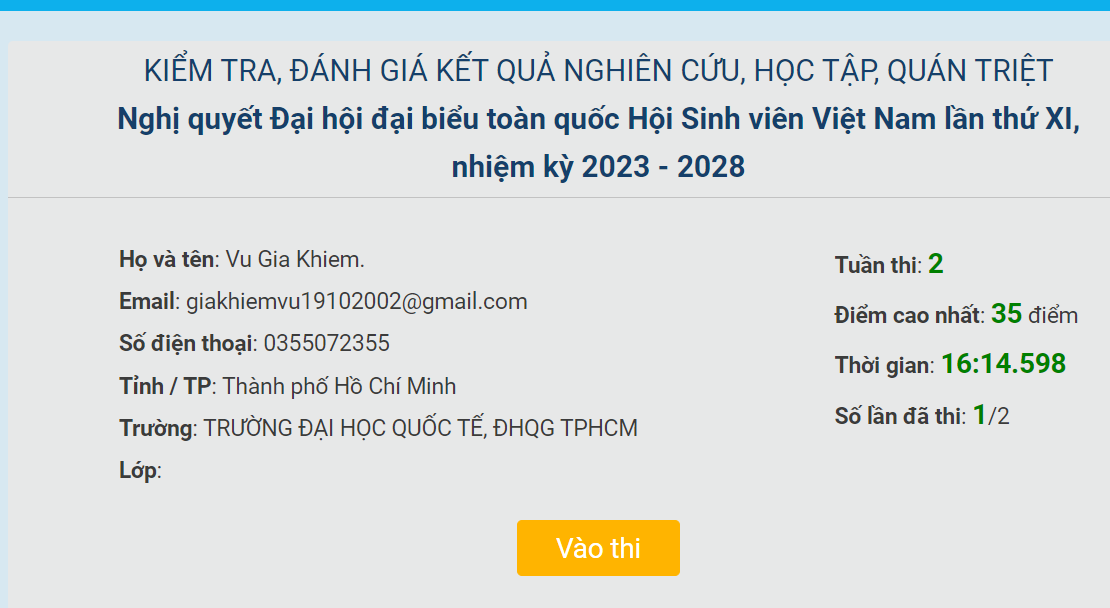 KIỂM TRA, ĐÁNH GIÁ KẾT QUẢ NGHIÊN CỨU, HỌC TẬP, QUÁN TRIỆT
Nghị quyết Đại hội đại biểu toàn quốc Hội Sinh viên Việt Nam lần thứ XI,
nhiệm kỳ 2023 - 2028
Họ và tên: Vu Gia Khiem.
Email: giakhiemvu19102002@gmail.com
Số điện thoại: 0355072355
Tỉnh / TP: Thành phố Hồ Chí Minh
Trường: TRƯỜNG ĐẠI HỌC QUỐC TẾ, ĐHQG TPHCM
Lớp:
Tuần thi: 2
Điểm cao nhất: 35 điểm
Thời gian: 16:14.598
Số lần đã thi: 1/2
Vào thi